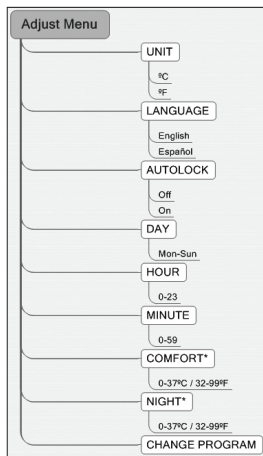 Adjust Menu
UNIT
ºC
ºF
LANGUAGE
English
Español
AUTOLOCK
Off
On
DAY
Mon-Sun
HOUR
0-23
MINUTE
0-59
COMFORT*
0-37ºC / 32-99ºF
NIGHT*
0-37ºC / 32-99ºF
CHANGE PROGRAM